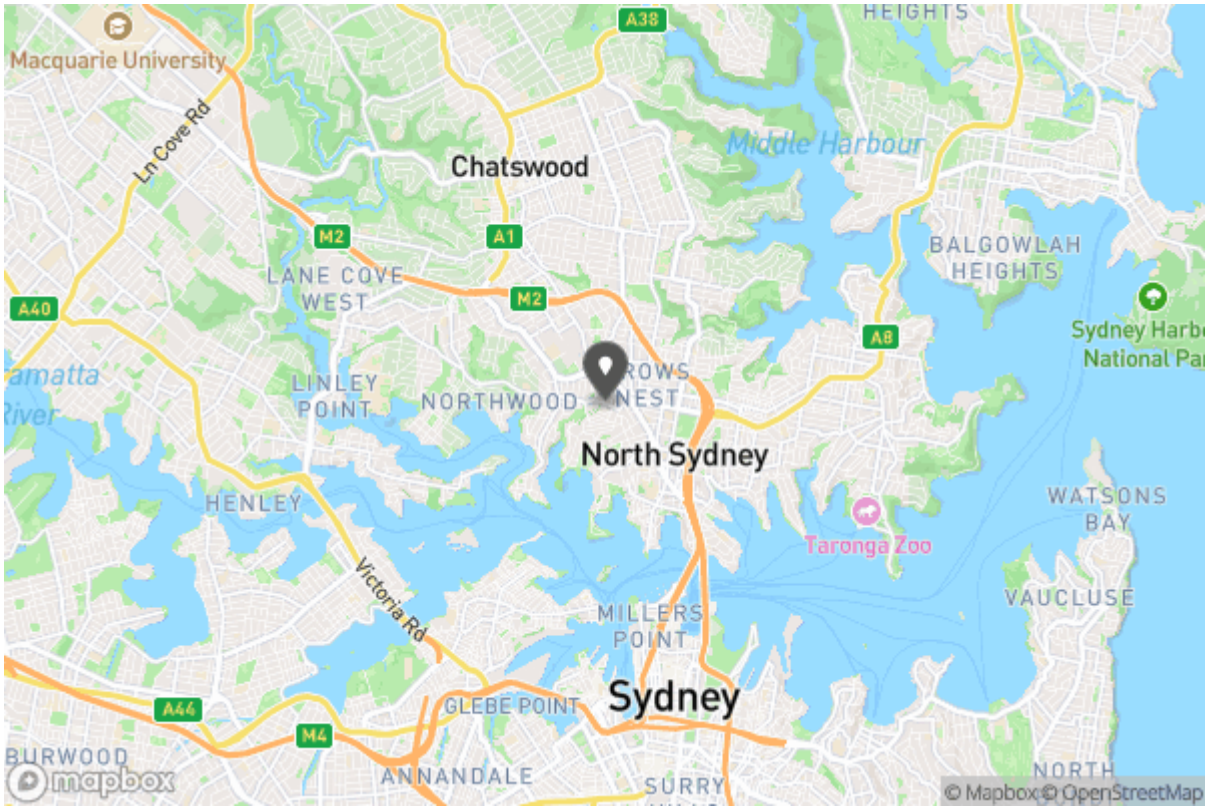 HEIGHTS
A38
Macquarie University
Ln Cove Rd
Middle Harbour
Chatswood
M2
A1
LANE COVE
WEST
BALGOWLAH
HEIGHTS
M2
A40
A8
Sydney Harbo
National Par
ramatta
River
LINLEY
POINT
NORTHWOOD
ROWS
NEST
North Sydney
HENLEY
WATSONS
BAY
Taronga Zoo
Victoria Rd
MILLERS
POINT
VAUCLUSE
Sydney
GLEBE POINT
A44
M4
BURWOOD
ANNANDALE
SURRY
NORTH
mapbox
© Mapbox © OpenStreetMap